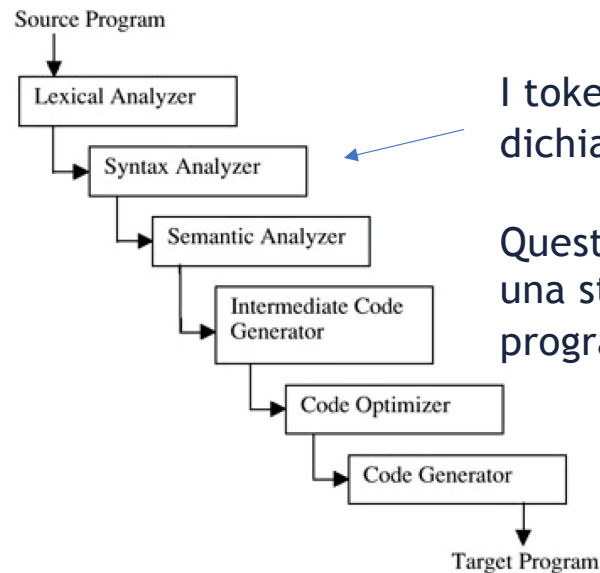 Source Program
Lexical Analyzer
Syntax Analyzer
Semantic Analyzer
Intermediate Code
Generator
Code Optimizer
Code Generator
Target Program
I toke
dichia
Quest
una st
progra